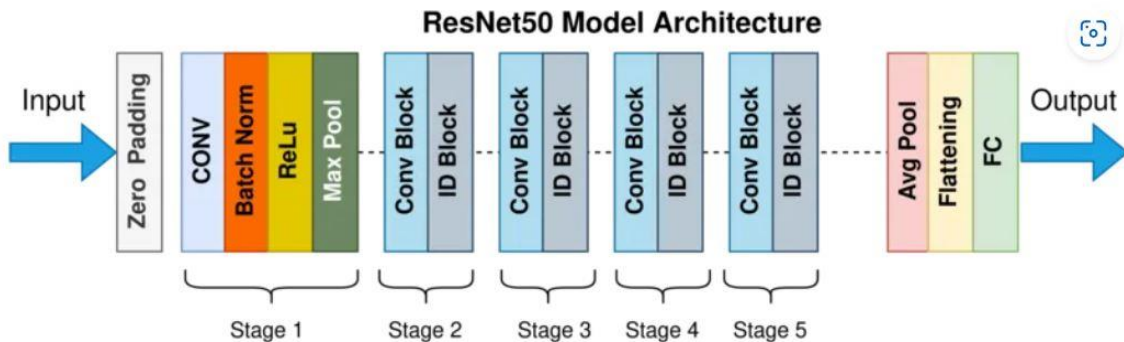 ResNet50 Model Architecture
Input
Zero Padding
CONV
Batch Norm
ReLu
Max Pool
Conv Block
ID Block
Conv Block
ID Block
Conv Block
ID Block
Conv Block
ID Block
Avg Pool
Flattening
FC
Output
Stage 1
Stage 2
Stage 3
Stage 4
Stage 5